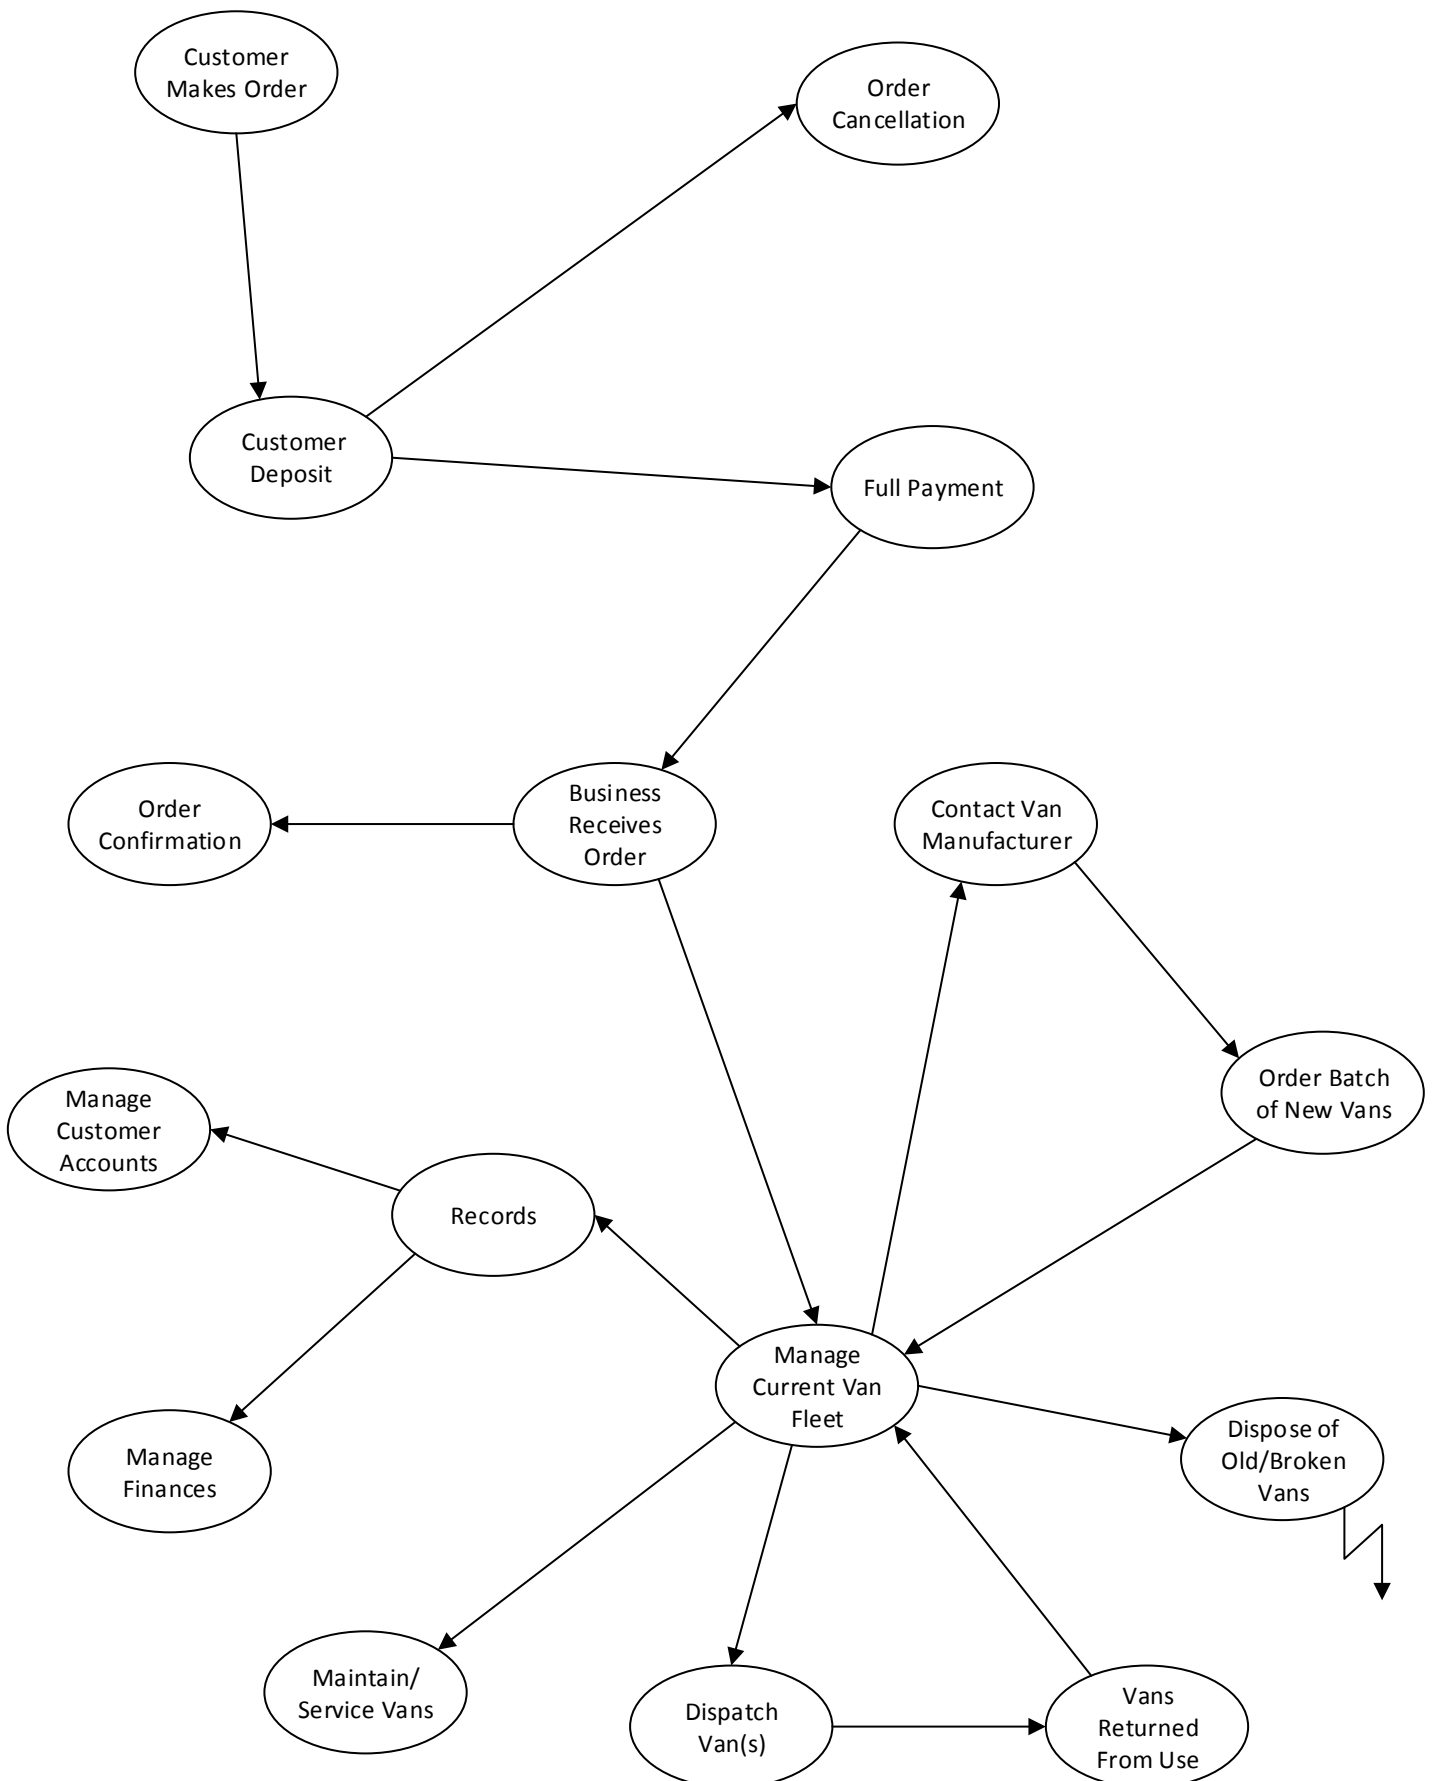 Customer
Makes Order
Order
Cancellation
Customer
Deposit
Full Payment
Order
Confirmation
Business
Receives
Order
Contact Van
Manufacturer
Order Batch
of New Vans
Manage
Customer
Accounts
Records
Manage
Current Van
Fleet
Dispose of
Old/Broken
Vans
Manage
Finances
Maintain/
Service Vans
Dispatch
Van(s)
Vans
Returned
From Use